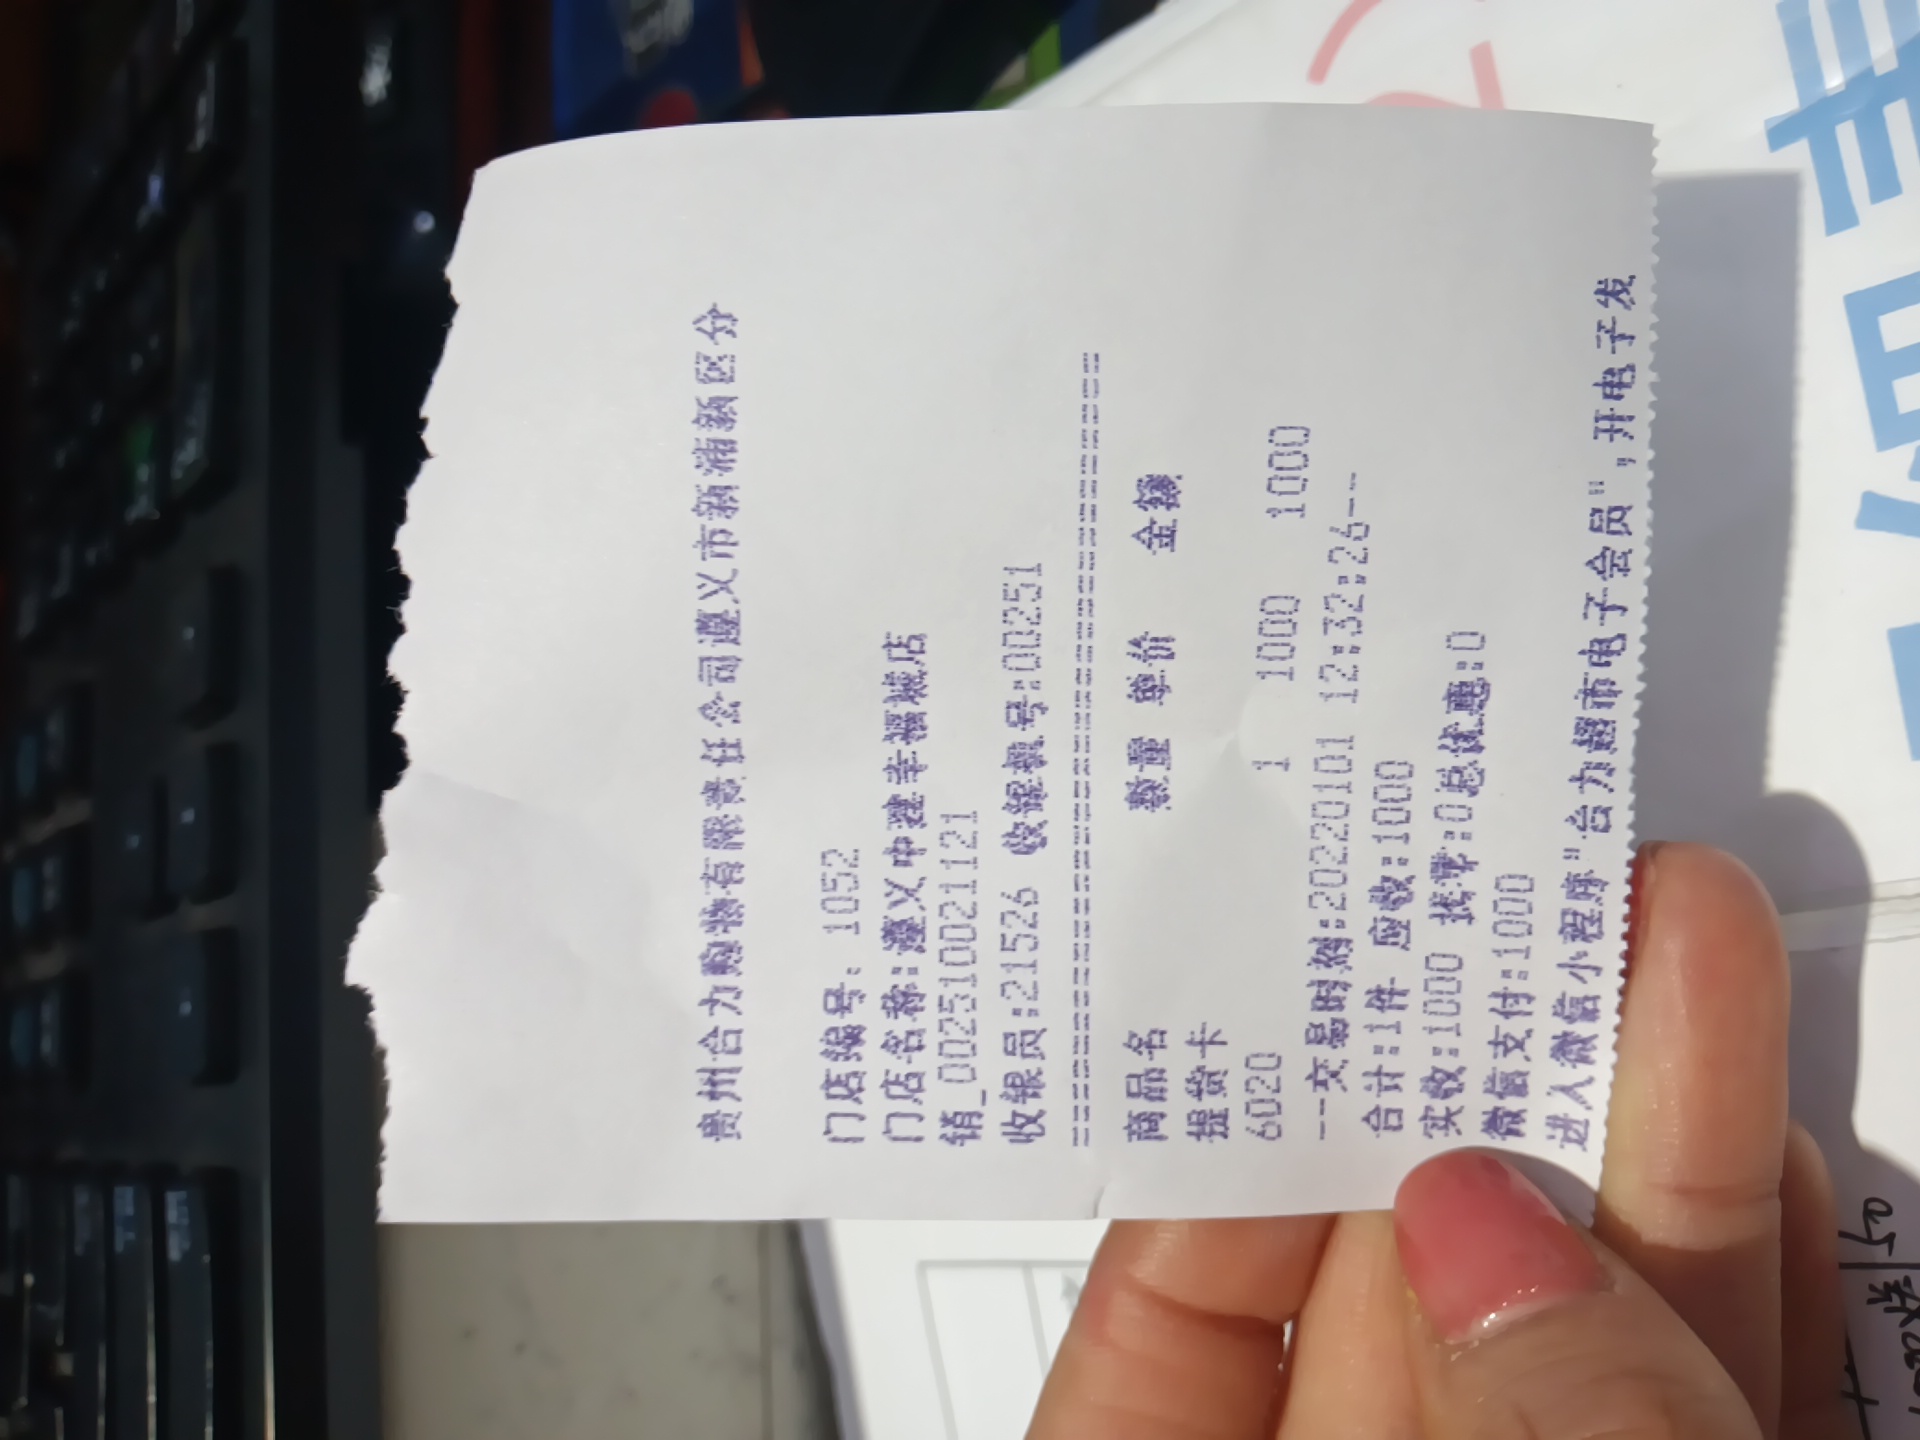 贵州合力购物有限责任公司遵义市新浦新区分
门店编号: 1052
门店名称:遵义中建幸福城店
销_00251002​1121
收银员:21526 收银机号:00251
==========================================
商品名 数量 单价 金额
提货卡
6020 1 1000 1000
--交易时刻:20220101 12:32:26--
合计:1件 应收:1000
实收:1000 找零:0总优惠:0
微信支付:1000
进入微信小程序"合力超市电子会员",开电子发